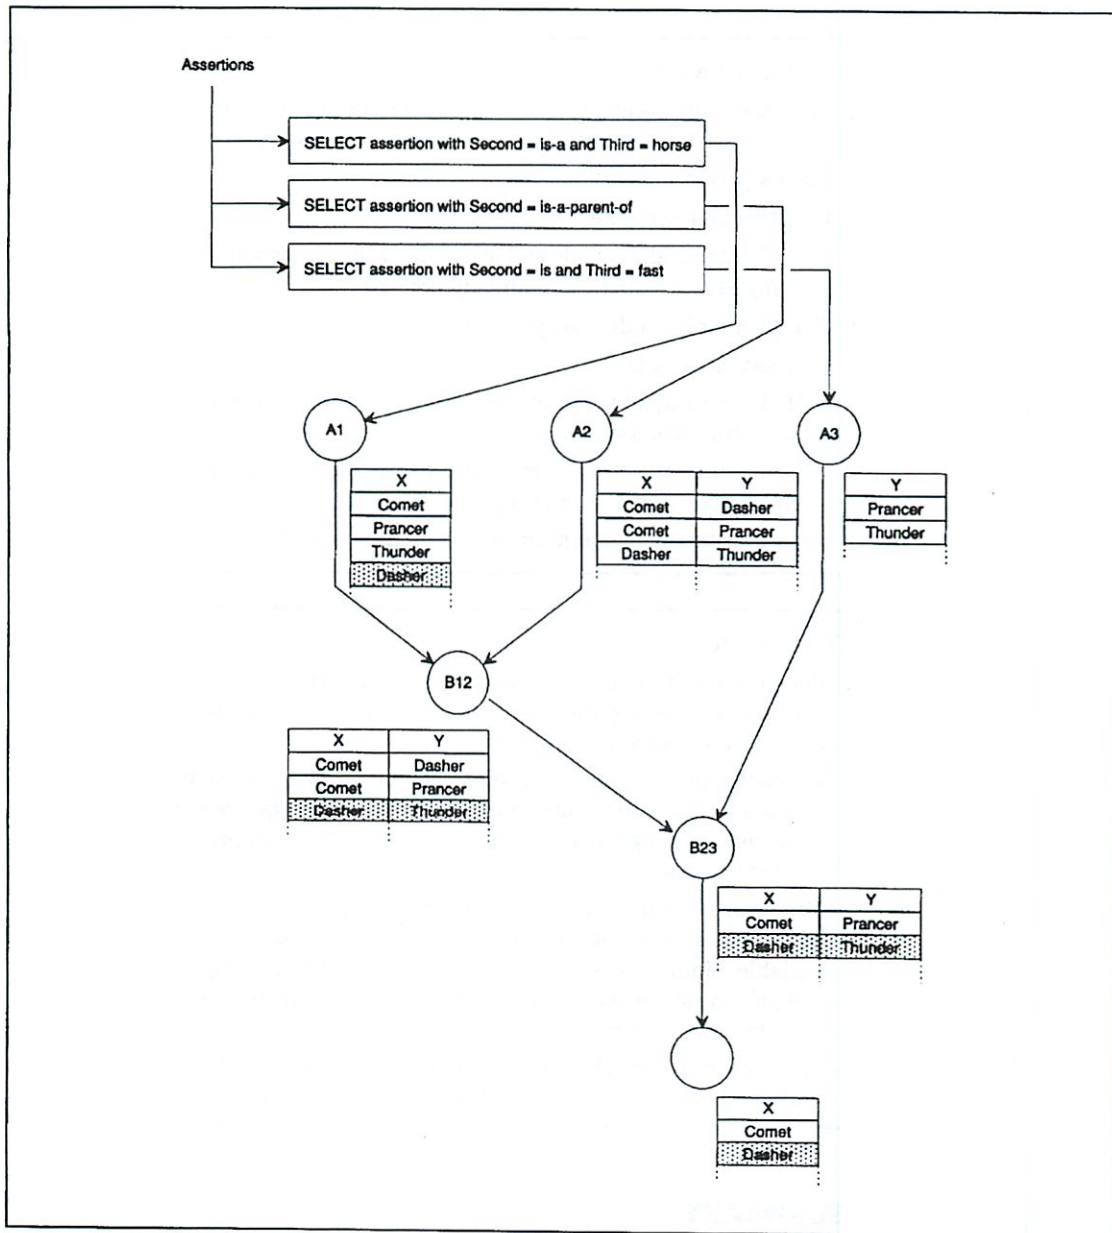 Assertions
SELECT assertion with Second = is-a and Third = horse
SELECT assertion with Second = is-a-parent-of
SELECT assertion with Second = is and Third = fast
A1
A2
A3
X
Comet
Prancer
Thunder
Dasher
X Y
Comet Dasher
Comet Prancer
Dasher Thunder
Y
Prancer
Thunder
B12
X Y
Comet Dasher
Comet Prancer
Dasher Thunder
B23
X Y
Comet Prancer
Dasher Thunder
X
Comet
Dasher